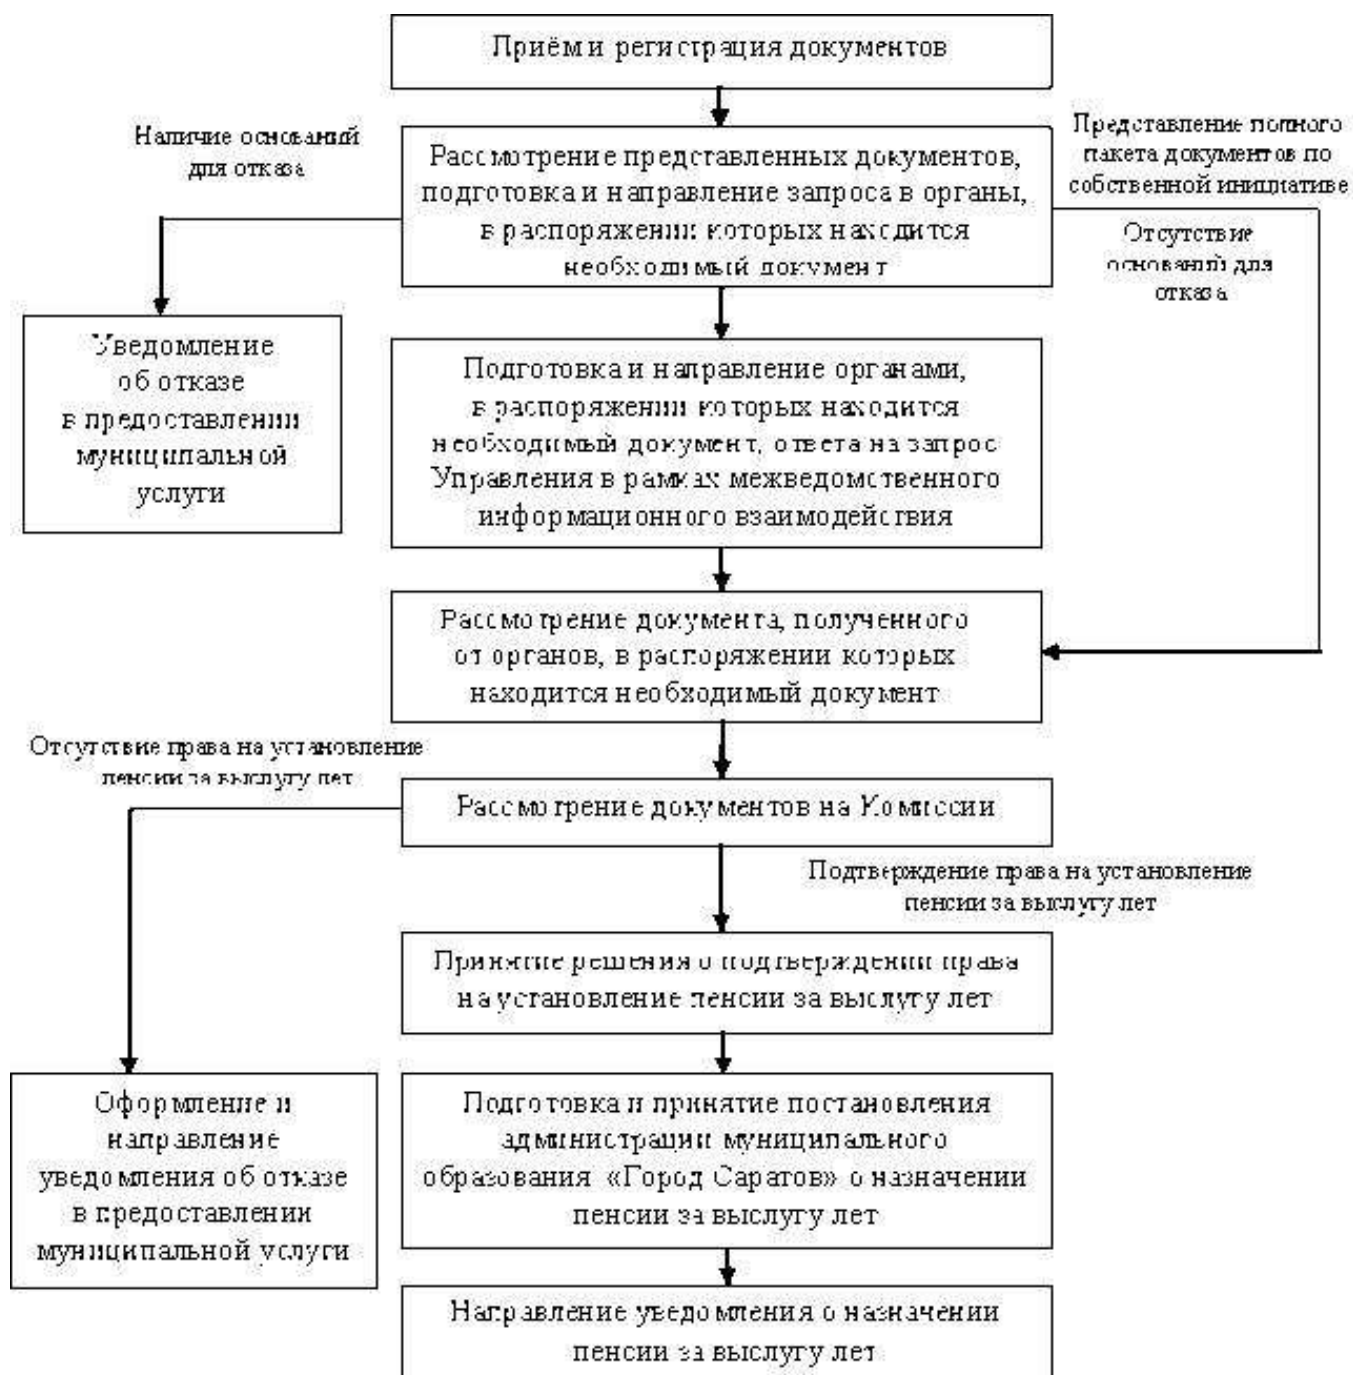 Приём и регистрация документов
Наличие оснований
для отказа
Рассмотрение представленных документов,
подготовка и направление запроса в органы,
в распоряжении которых находится
необходимый документ
Представление полного
пакета документов по
собственной инициативе
Отсутствие
оснований для
отказа
Уведомление
об отказе
в предоставлении
муниципальной
услуги
Подготовка и направление органами,
в распоряжении которых находится
необходимый документ, ответа на запрос
Управления в рамках межведомственного
информационного взаимодействия
Рассмотрение документа, полученного
от органов, в распоряжении которых
находится необходимый документ
Отсутствие права на установление
пенсии за выслугу лет
Рассмотрение документов на Комиссии
Подтверждение права на установление
пенсии за выслугу лет
Принятие решения о подтверждении права
на установление пенсии за выслугу лет
Оформление и
направление
уведомления об отказе
в предоставлении
муниципальной услуги
Подготовка и принятие постановления
администрации муниципального
образования «Город Саратов» о назначении
пенсии за выслугу лет
Направление уведомления о назначении
пенсии за выслугу лет